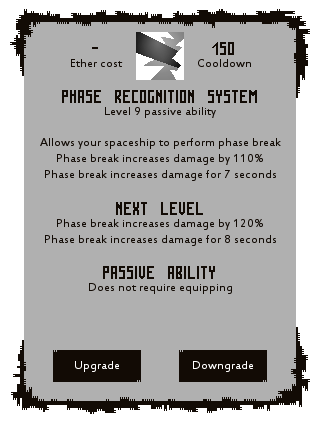 - 150
Ether cost Cooldown
PHASE RECOGNITION SYSTEM
Level 9 passive ability
Allows your spaceship to perform phase break
Phase break increases damage by 110%
Phase break increases damage for 7 seconds
NEXT LEVEL
Phase break increases damage by 120%
Phase break increases damage for 8 seconds
PASSIVE ABILITY
Does not require equipping
Upgrade Downgrade